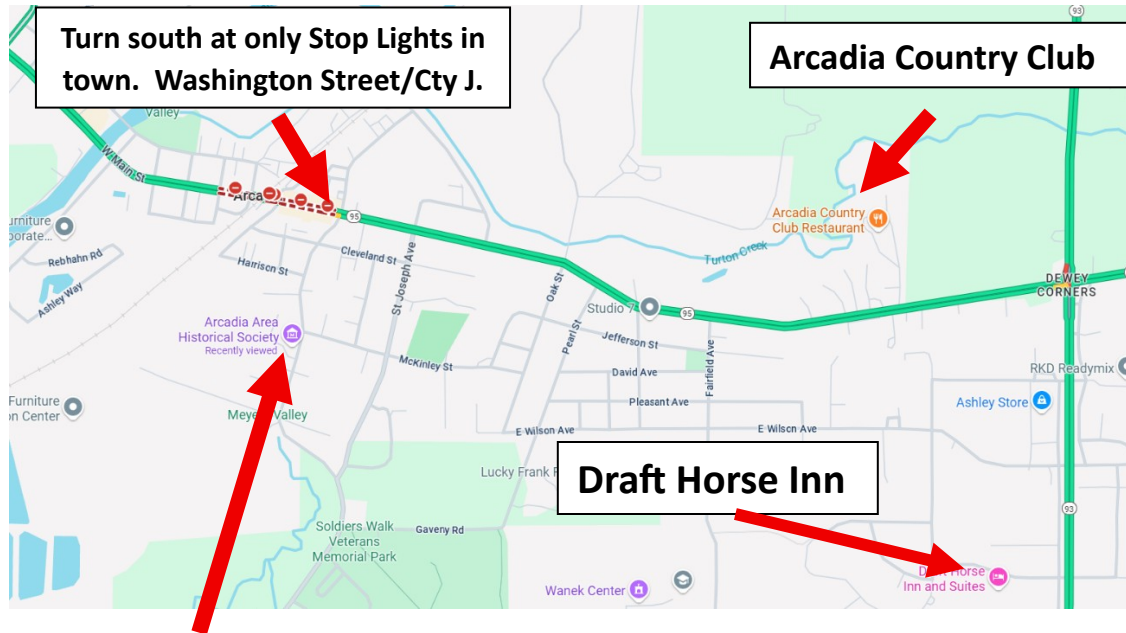 Turn south at only Stop Lights in
town. Washington Street/Cty J.
Arcadia Country Club
93
Valley
W Main St
95
Cleveland St
Harrison St
St Joseph Ave
Rebhahn Rd
Ashley Way
Arcadia Area
Historical Society
Recently viewed
McKinley St
Meyers Valley
Oak St
Pearl St
Studio
95
Jefferson St
David Ave
Fairfield Ave
Pleasant Ave
E Wilson Ave
E Wilson Ave
Turton Creek
Arcadia Country
Club Restaurant
DEWEY
CORNERS
RKD Readymix
Ashley Store
Furniture
on Center
Lucky Frank
Draft Horse Inn
93
Soldiers Walk
Veterans
Memorial Park
Gaveny Rd
Wanek Center
Horse
Inn and Suites